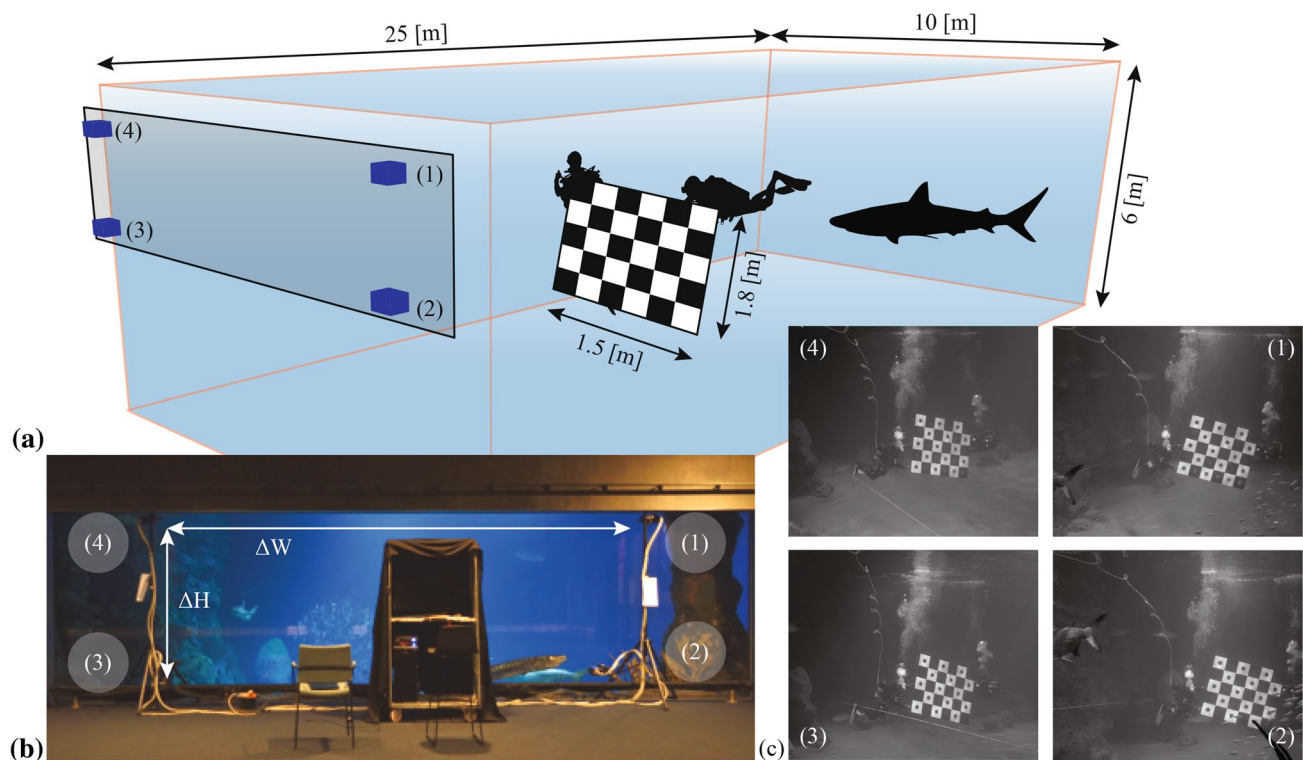 25 [m]
10 [m]
(4)
(1)
(3)
(2)
6 [m]
1.8 [m]
1.5 [m]
(a)
(4)
(1)
(3)
(2)
(4)
(1)
ΔW
ΔH
(3)
(2)
(b)
(c)